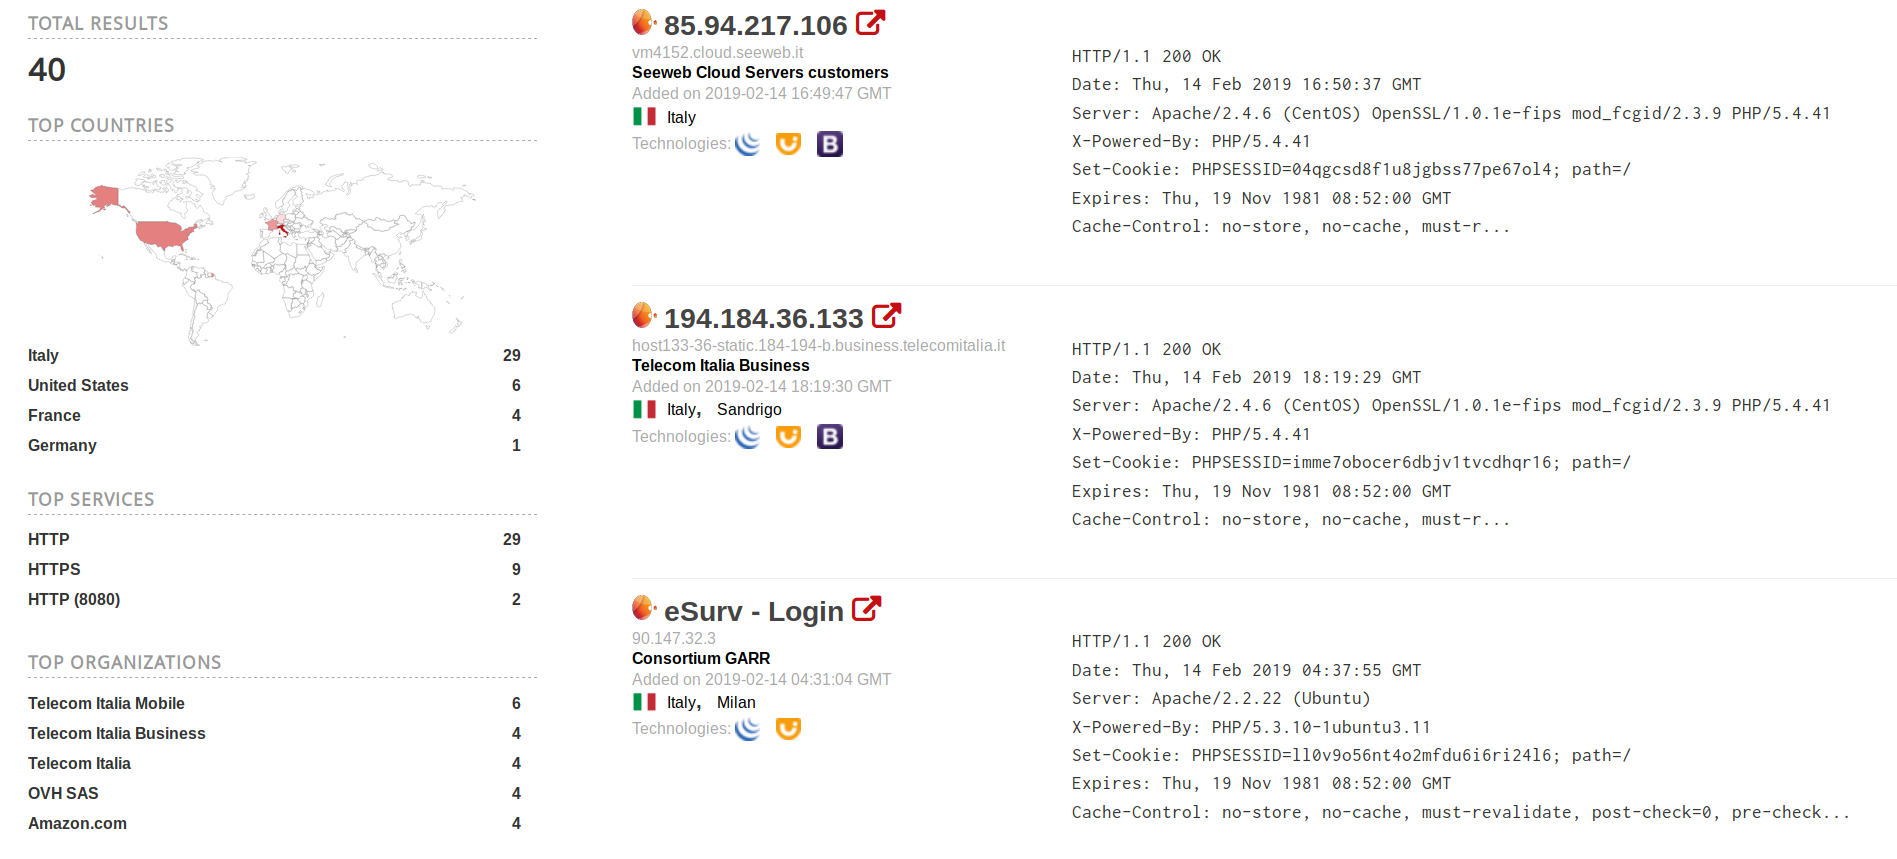 TOTAL RESULTS
40
TOP COUNTRIES
Italy 29
United States 6
France 4
Germany 1
TOP SERVICES
HTTP 29
HTTPS 9
HTTP (8080) 2
TOP ORGANIZATIONS
Telecom Italia Mobile 6
Telecom Italia Business 4
Telecom Italia 4
OVH SAS 4
Amazon.com 4
85.94.217.106
vm4152.cloud.seeweb.it
Seeweb Cloud Servers customers
Added on 2019-02-14 16:49:47 GMT
Italy
Technologies: B
HTTP/1.1 200 OK
Date: Thu, 14 Feb 2019 16:50:37 GMT
Server: Apache/2.4.6 (CentOS) OpenSSL/1.0.1e-fips mod_fcgid/2.3.9 PHP/5.4.41
X-Powered-By: PHP/5.4.41
Set-Cookie: PHPSESSID=04qgcsd8f1u8jgbss77pe67ol4; path=/
Expires: Thu, 19 Nov 1981 08:52:00 GMT
Cache-Control: no-store, no-cache, must-r...
194.184.36.133
host133-36-static.184-194-b.business.telecomitalia.it
Telecom Italia Business
Added on 2019-02-14 18:19:30 GMT
Italy, Sandrigo
Technologies: B
HTTP/1.1 200 OK
Date: Thu, 14 Feb 2019 18:19:29 GMT
Server: Apache/2.4.6 (CentOS) OpenSSL/1.0.1e-fips mod_fcgid/2.3.9 PHP/5.4.41
X-Powered-By: PHP/5.4.41
Set-Cookie: PHPSESSID=imme7obocer6dbjv1tvcdhqr16; path=/
Expires: Thu, 19 Nov 1981 08:52:00 GMT
Cache-Control: no-store, no-cache, must-r...
eSurv - Login
90.147.32.3
Consortium GARR
Added on 2019-02-14 04:31:04 GMT
Italy, Milan
Technologies:
HTTP/1.1 200 OK
Date: Thu, 14 Feb 2019 04:37:55 GMT
Server: Apache/2.2.22 (Ubuntu)
X-Powered-By: PHP/5.3.10-1ubuntu3.11
Set-Cookie: PHPSESSID=ll0v9o56nt4o2mfdu6i6ri24l6; path=/
Expires: Thu, 19 Nov 1981 08:52:00 GMT
Cache-Control: no-store, no-cache, must-revalidate, post-check=0, pre-check...